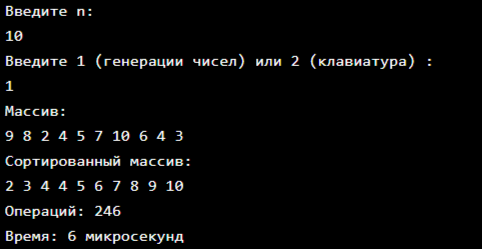 Введите n:
10
Введите 1 (генерации чисел) или 2 (клавиатура) :
1
Массив:
9 8 2 4 5 7 10 6 4 3
Сортированный массив:
2 3 4 4 5 6 7 8 9 10
Операций: 246
Время: 6 микросекунд